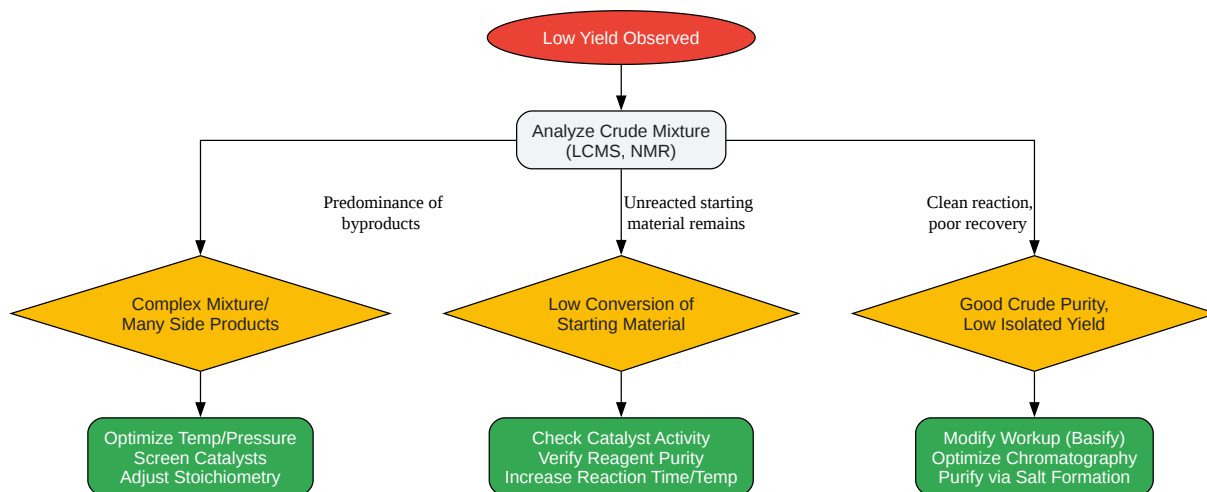 Low Yield Observed
Analyze Crude Mixture
(LCMS, NMR)
Predominance of
byproducts
Unreacted starting
material remains
Clean reaction,
poor recovery
Complex Mixture/
Many Side Products
Low Conversion of
Starting Material
Good Crude Purity,
Low Isolated Yield
Optimize Temp/Pressure
Screen Catalysts
Adjust Stoichiometry
Check Catalyst Activity
Verify Reagent Purity
Increase Reaction Time/Temp
Modify Workup (Basify)
Optimize Chromatography
Purify via Salt Formation